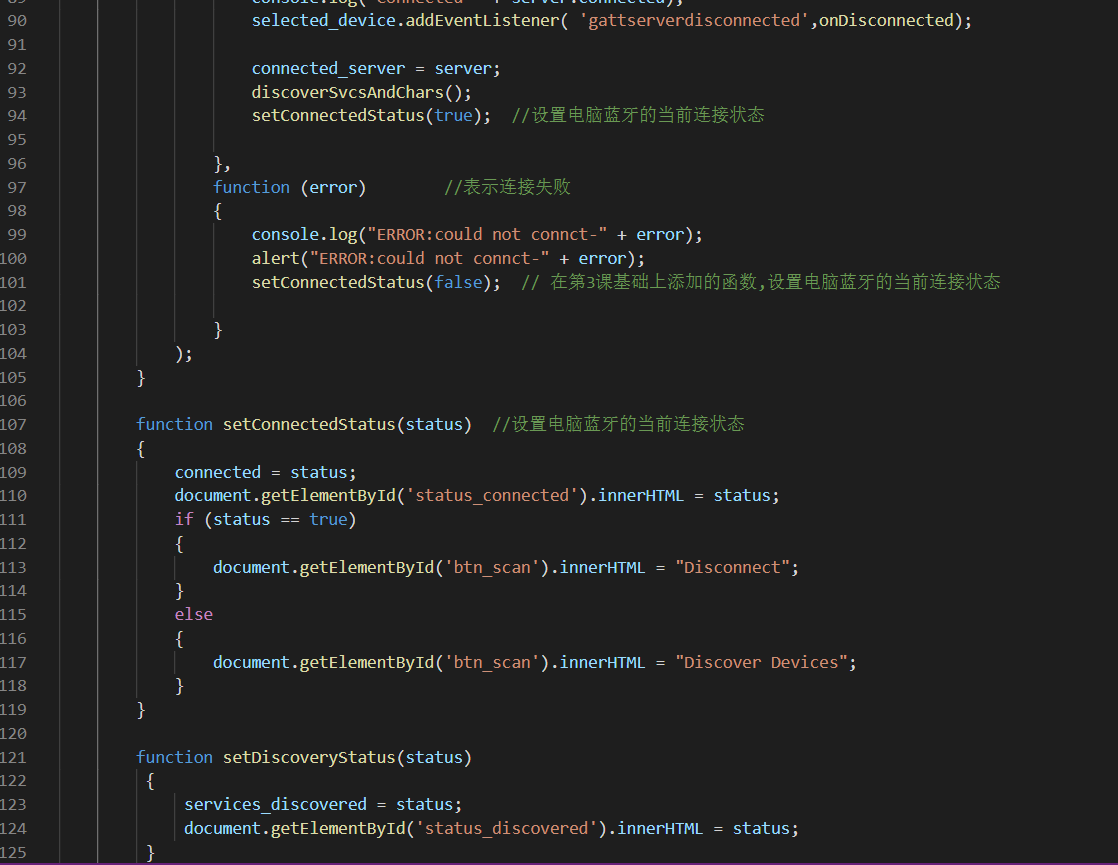 89 console.log("connected " + server.connected);
90 selected_device.addEventListener( 'gattserverdisconnected',onDisconnected);
91
92 connected_server = server;
93 discoverSvcsAndChars();
94 setConnectedStatus(true); //设置电脑蓝牙的当前连接状态
95
96 },
97 function (error) //表示连接失败
98 {
99 console.log("ERROR:could not connct-" + error);
100 alert("ERROR:could not connct-" + error);
101 setConnectedStatus(false); // 在第3课基础上添加的函数,设置电脑蓝牙的当前连接状态
102
103 }
104 );
105 }
106
107 function setConnectedStatus(status) //设置电脑蓝牙的当前连接状态
108 {
109 connected = status;
110 document.getElementById('status_connected').innerHTML = status;
111 if (status == true)
112 {
113 document.getElementById('btn_scan').innerHTML = "Disconnect";
114 }
115 else
116 {
117 document.getElementById('btn_scan').innerHTML = "Discover Devices";
118 }
119 }
120
121 function setDiscoveryStatus(status)
122 {
123 services_discovered = status;
124 document.getElementById('status_discovered').innerHTML = status;
125 }